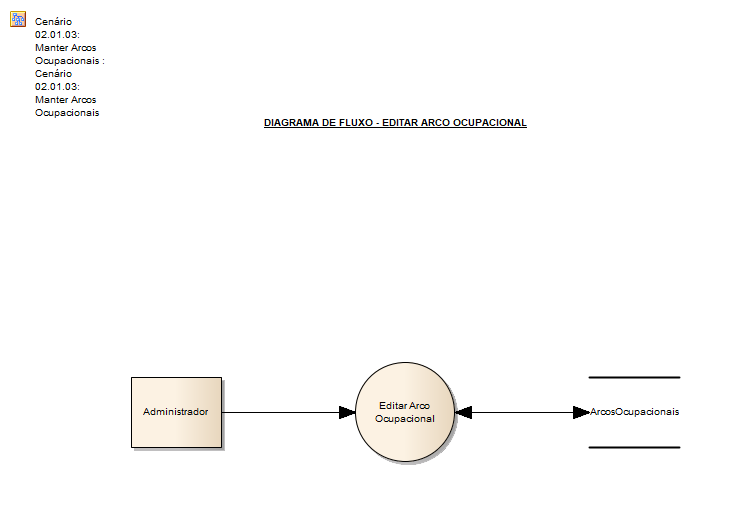 Cenário
02.01.03:
Manter Arcos
Ocupacionais :
Cenário
02.01.03:
Manter Arcos
Ocupacionais
DIAGRAMA DE FLUXO - EDITAR ARCO OCUPACIONAL
Administrador
Editar Arco
Ocupacional
ArcosOcupacionais